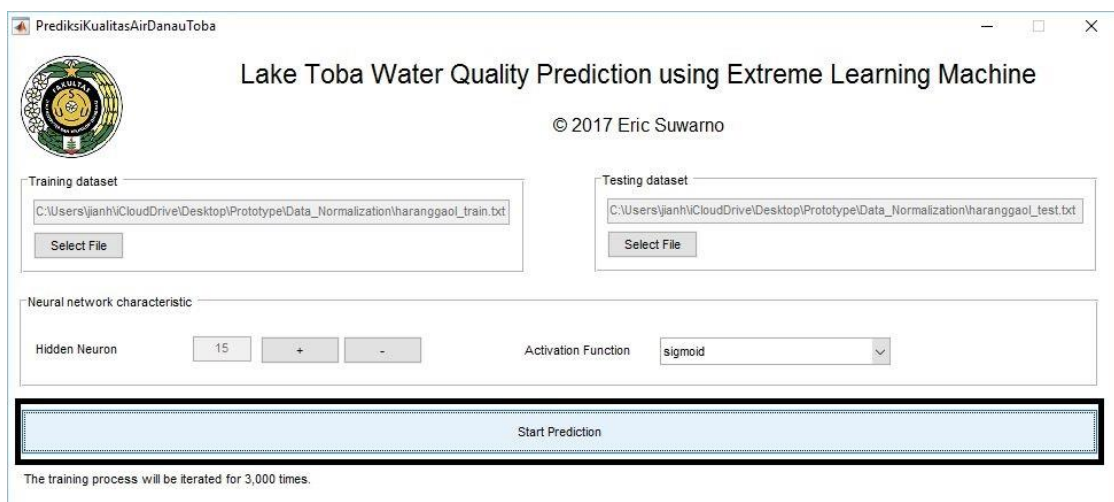 PrediksiKualitasAirDanauToba
Lake Toba Water Quality Prediction using Extreme Learning Machine
© 2017 Eric Suwarno
Training dataset
C:\Users\jianh\iCloudDrive\Desktop\Prototype\Data_Normalization\haranggaol_train.txt
Select File
Testing dataset
C:\Users\jianh\iCloudDrive\Desktop\Prototype\Data_Normalization\haranggaol_test.txt
Select File
Neural network characteristic
Hidden Neuron 15 + - Activation Function sigmoid
Start Prediction
The training process will be iterated for 3,000 times.